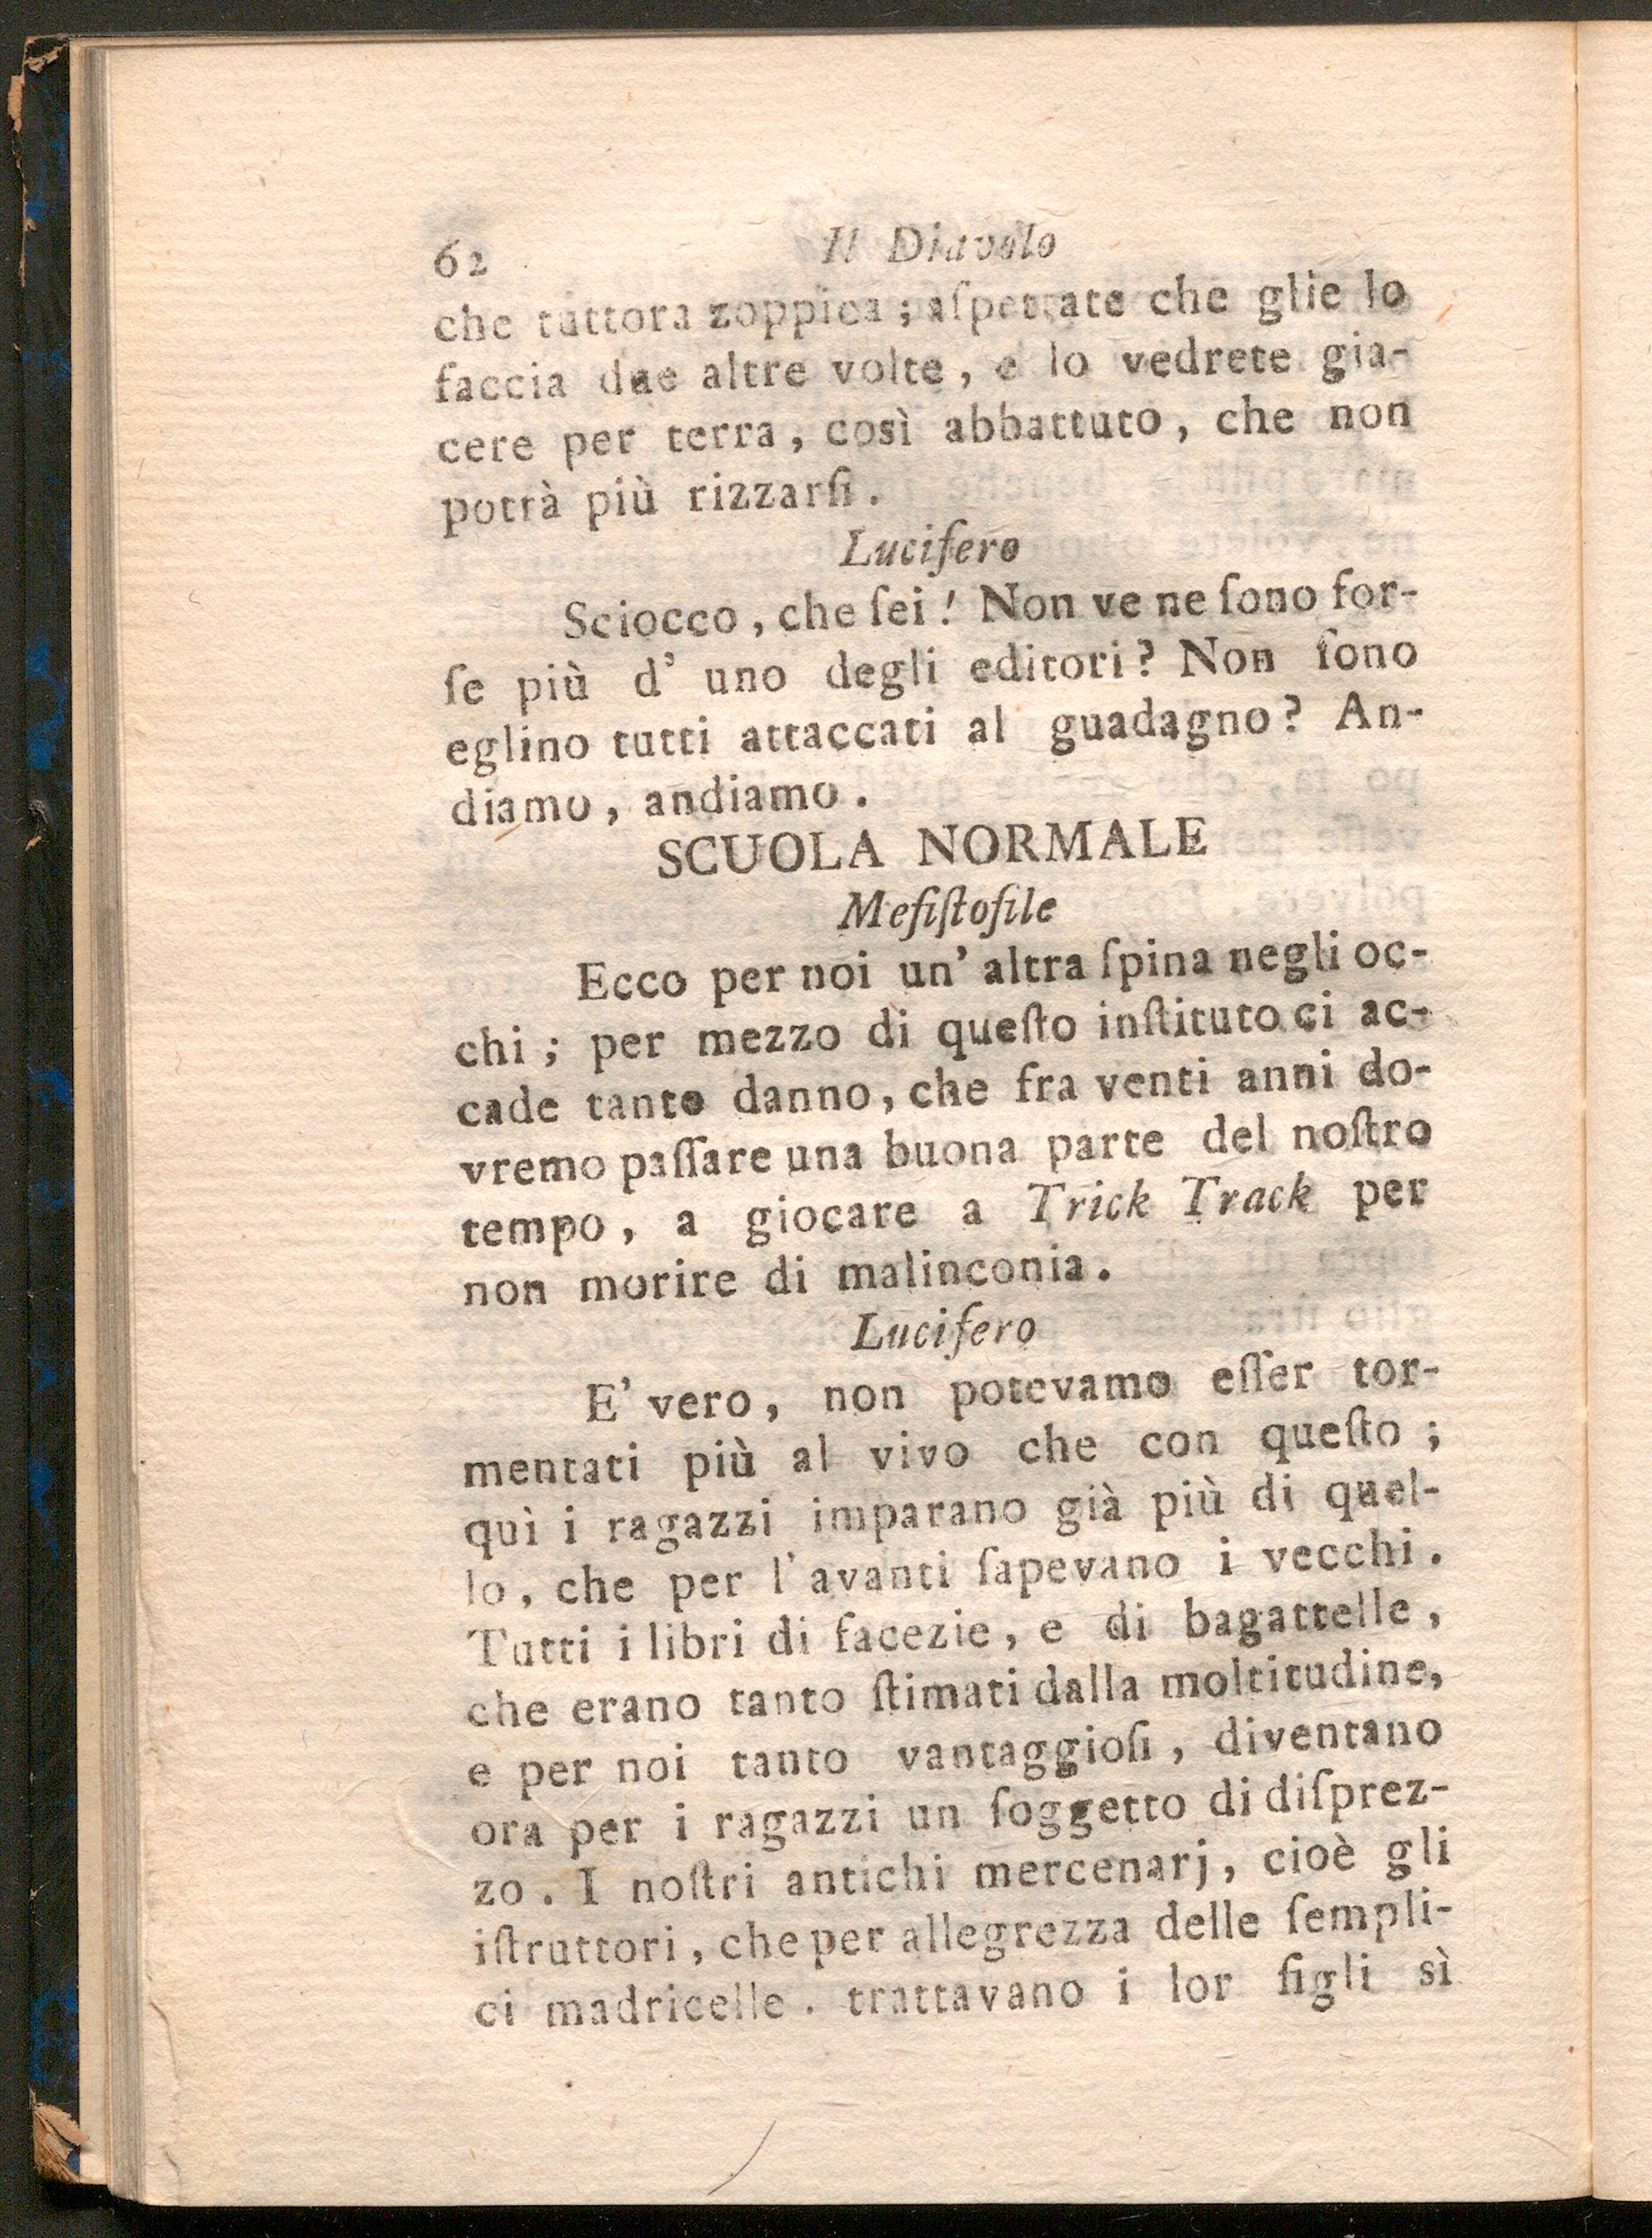 62 Il Diavolo
che tuttora zoppica; aſpettate che glie lo
faccia due altre volte, e lo vedrete gia-
cere per terra, così abbattuto, che non
potrà più rizzarſi.
Lucifero
Sciocco, che ſei! Non ve ne ſono for-
ſe più d' uno degli editori? Non ſono
eglino tutti attaccati al guadagno? An-
diamo, andiamo.
SCUOLA NORMALE
Mefiſtofile
Ecco per noi un' altra ſpina negli oc-
chi; per mezzo di queſto inſtituto ci ac-
cade tanto danno, che fra venti anni do-
vremo paſſare una buona parte del noſtro
tempo, a giocare a Trick Track per
non morire di malinconia.
Lucifero
E' vero, non potevamo eſſer tor-
mentati più al vivo che con queſto;
quì i ragazzi imparano già più di quel-
lo, che per l' avanti ſapevano i vecchi.
Tutti i libri di facezie, e di bagattelle,
che erano tanto ſtimati dalla moltitudine,
e per noi tanto vantaggioſi, diventano
ora per i ragazzi un ſoggetto di diſprez-
zo. I noſtri antichi mercenarj, cioè gli
iſtruttori, che per allegrezza delle ſempli-
ci madricelle. trattavano i lor figli sì